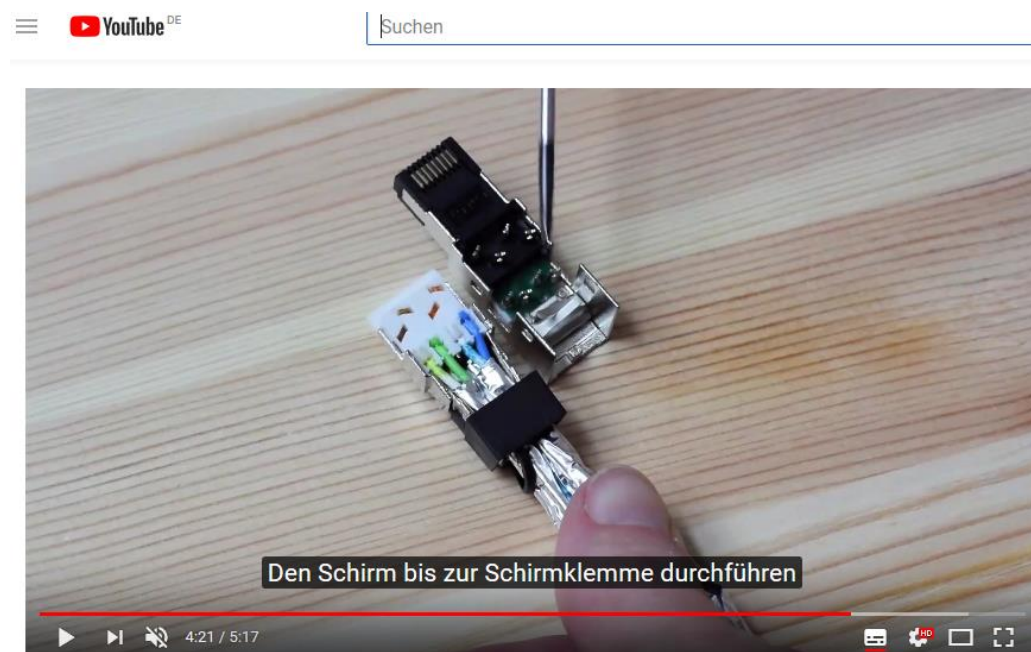 YouTube DE
Suchen
Den Schirm bis zur Schirmklemme durchführen
4:21 / 5:17
HD